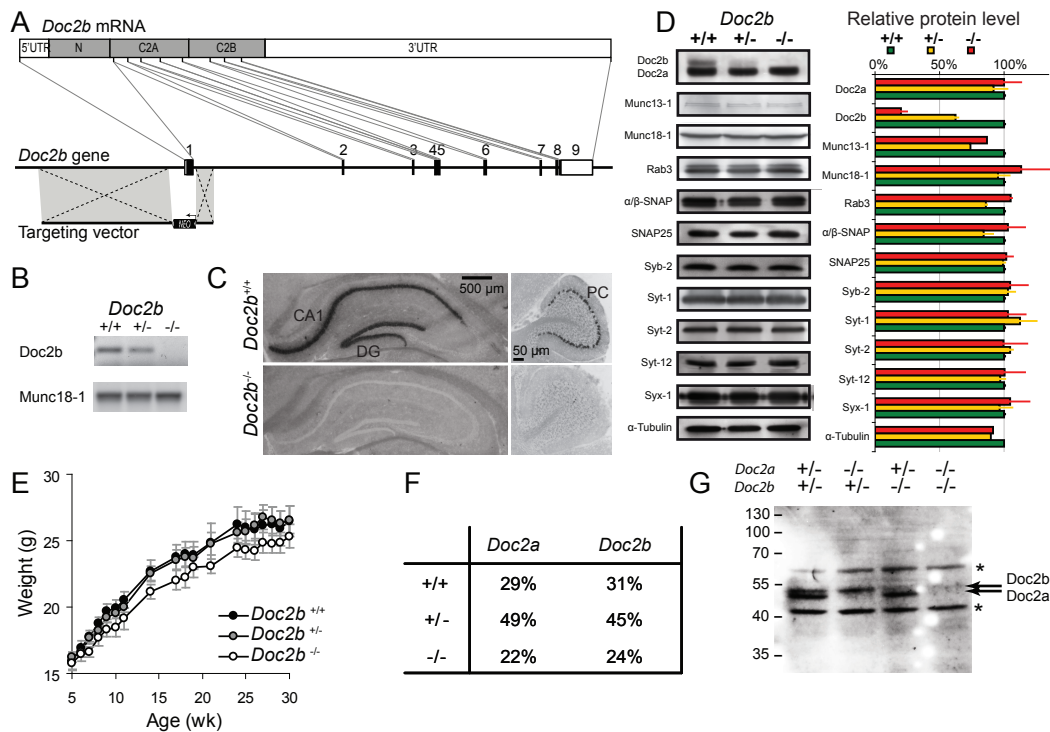 A
Doc2b mRNA
5'UTR N C2A C2B 3'UTR
1 2 3 45 6 7 8 9
Doc2b gene
NEO
Targeting vector
B
Doc2b
+/+ +/- -/-
Doc2b
Munc18-1
C
Doc2b+/+
Doc2b-/-
CA1
DG
500 µm
PC
50 µm
D
Doc2b
+/+ +/- -/-
Doc2b
Doc2a
Munc13-1
Munc18-1
Rab3
α/β-SNAP
SNAP25
Syb-2
Syt-1
Syt-2
Syt-12
Syx-1
α-Tubulin
Relative protein level
+/+ +/- -/-
0% 50% 100%
Doc2a
Doc2b
Munc13-1
Munc18-1
Rab3
α/β-SNAP
SNAP25
Syb-2
Syt-1
Syt-2
Syt-12
Syx-1
α-Tubulin
E
Weight (g)
30
25
20
15
5 10 15 20 25 30
Age (wk)
Doc2b +/+
Doc2b +/-
Doc2b -/-
F
Doc2a Doc2b
+/+ 29% 31%
+/- 49% 45%
-/- 22% 24%
G
Doc2a +/- -/- +/- -/-
Doc2b +/- +/- -/- -/-
130
100
70
55
40
35
*
Doc2b
Doc2a
*